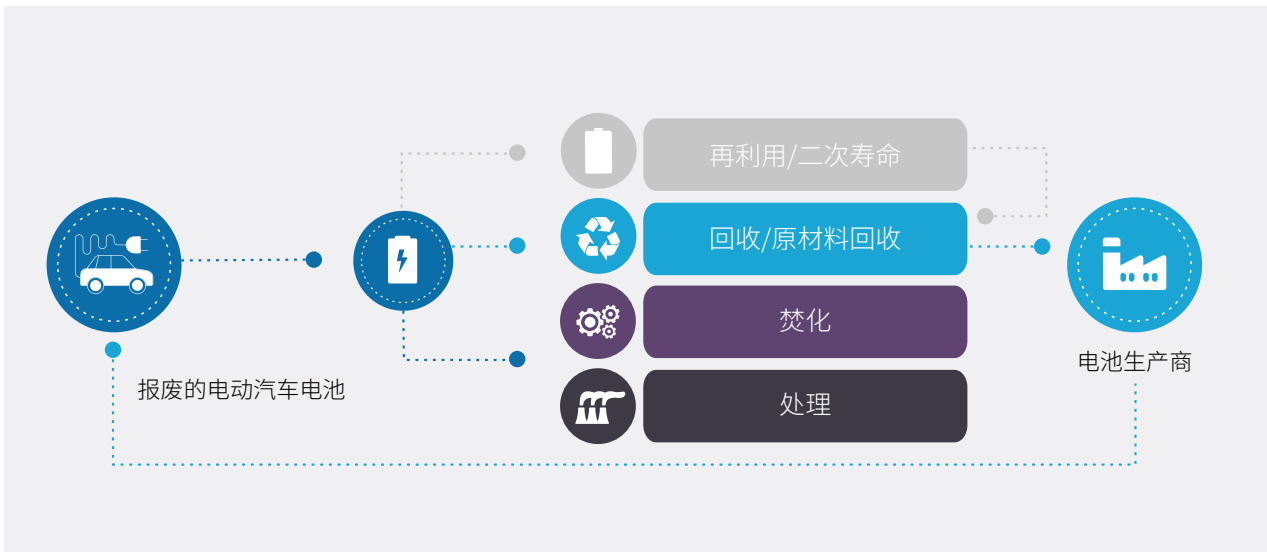 再利用/二次寿命
回收/原材料回收
焚化
处理
报废的电动汽车电池
电池生产商